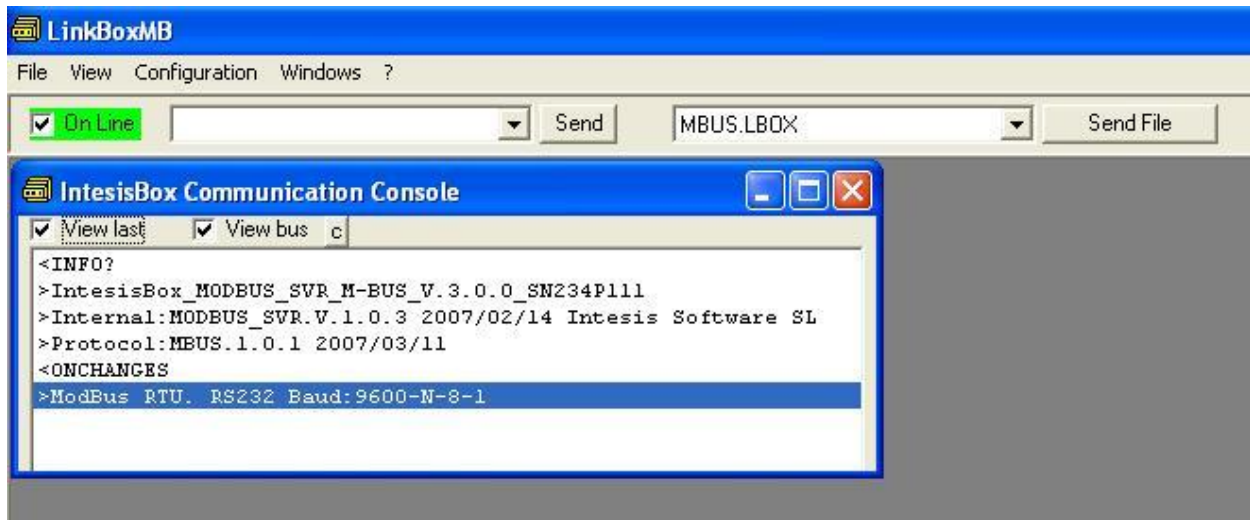 LinkBoxMB
File View Configuration Windows ?
On Line Send MBUS.LBOX Send File
IntesisBox Communication Console
View last View bus c
<INFO?
>IntesisBox_MODBUS_SVR_M-BUS_V.3.0.0_SN234P111
>Internal:MODBUS_SVR.V.1.0.3 2007/02/14 Intesis Software SL
>Protocol:MBUS.1.0.1 2007/03/11
<ONCHANGES
>ModBus RTU. RS232 Baud:9600-N-8-1